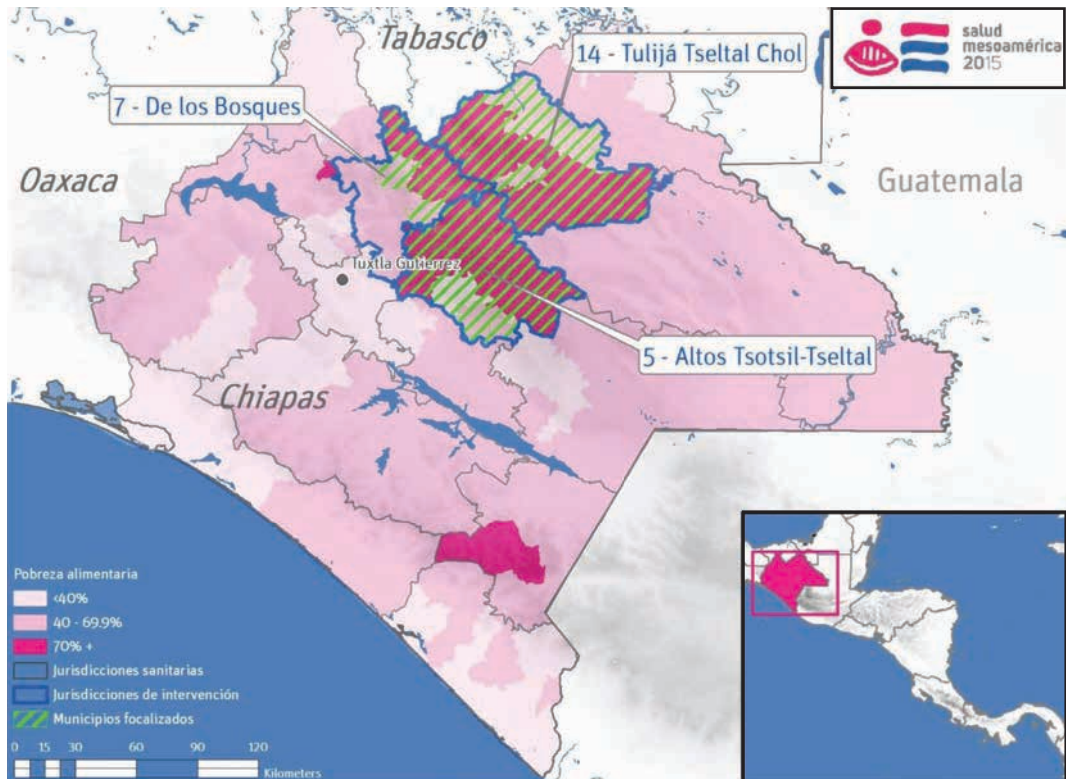 Tabasco
14 - Tulijá Tseltal Chol
salud
mesoamérica
2015
7 - De los Bosques
Oaxaca
Guatemala
Tuxtla Gutierrez
5 - Altos Tsotsil-Tseltal
Chiapas
Pobreza alimentaria
<40%
40 - 69.9%
70% +
Jurisdicciones sanitarias
Jurisdicciones de intervención
Municipios focalizados
0 15 30 60 90 120
Kilometers